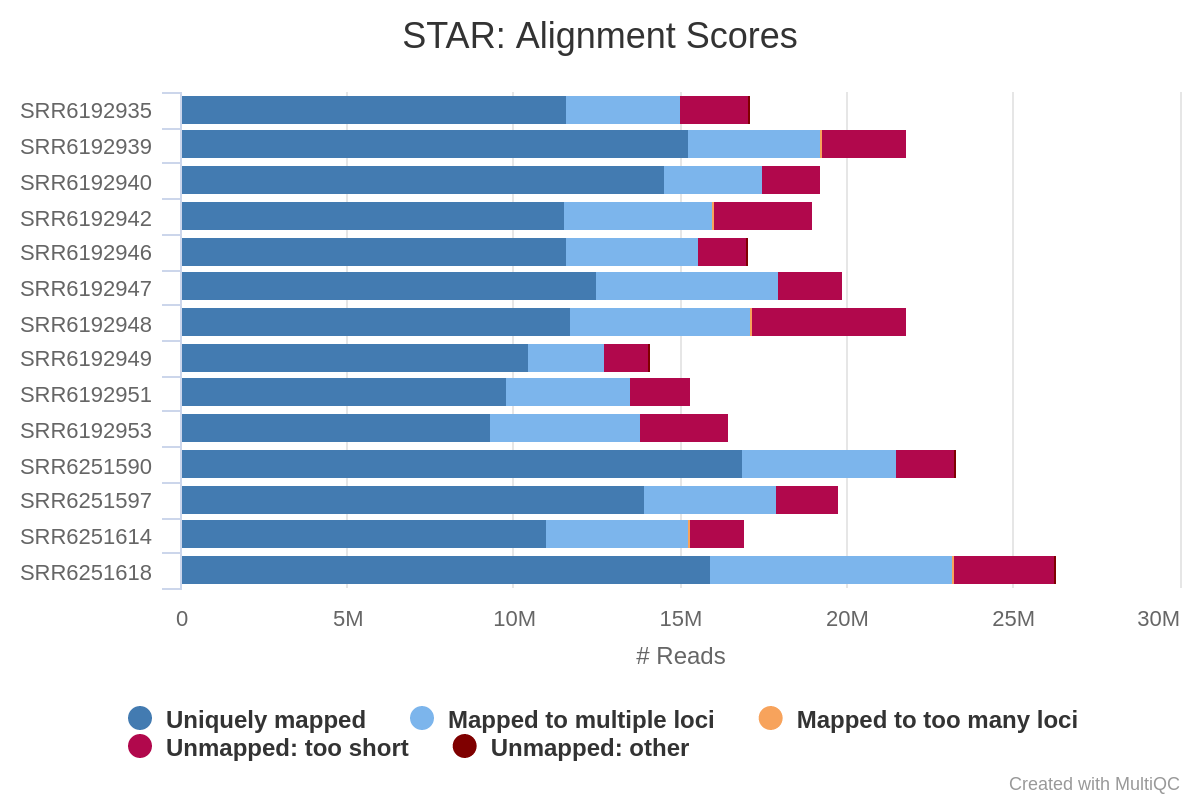 STAR: Alignment Scores
SRR6192935
SRR6192939
SRR6192940
SRR6192942
SRR6192946
SRR6192947
SRR6192948
SRR6192949
SRR6192951
SRR6192953
SRR6251590
SRR6251597
SRR6251614
SRR6251618
0 5M 10M 15M 20M 25M 30M
# Reads
Uniquely mapped Mapped to multiple loci Mapped to too many loci
Unmapped: too short Unmapped: other
Created with MultiQC